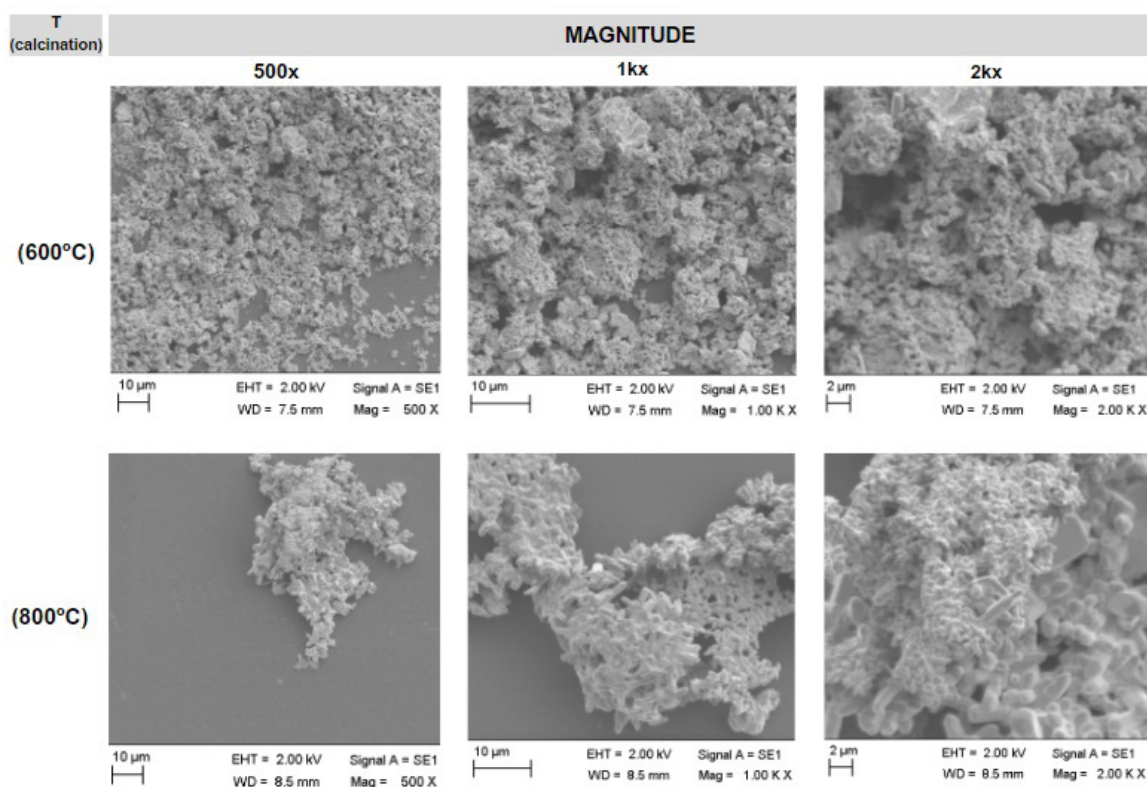 T
(calcination)
MAGNITUDE
500x
1kx
2kx
(600ºC)
10 µm
EHT = 2.00 kV
Signal A = SE1
WD = 7.5 mm
Mag = 500 X
10 µm
EHT = 2.00 kV
Signal A = SE1
WD = 7.5 mm
Mag = 1.00 K X
2 µm
EHT = 2.00 kV
Signal A = SE1
WD = 7.5 mm
Mag = 2.00 K X
(800ºC)
10 µm
EHT = 2.00 kV
Signal A = SE1
WD = 8.5 mm
Mag = 500 X
10 µm
EHT = 2.00 kV
Signal A = SE1
WD = 8.5 mm
Mag = 1.00 K X
2 µm
EHT = 2.00 kV
Signal A = SE1
WD = 8.5 mm
Mag = 2.00 K X